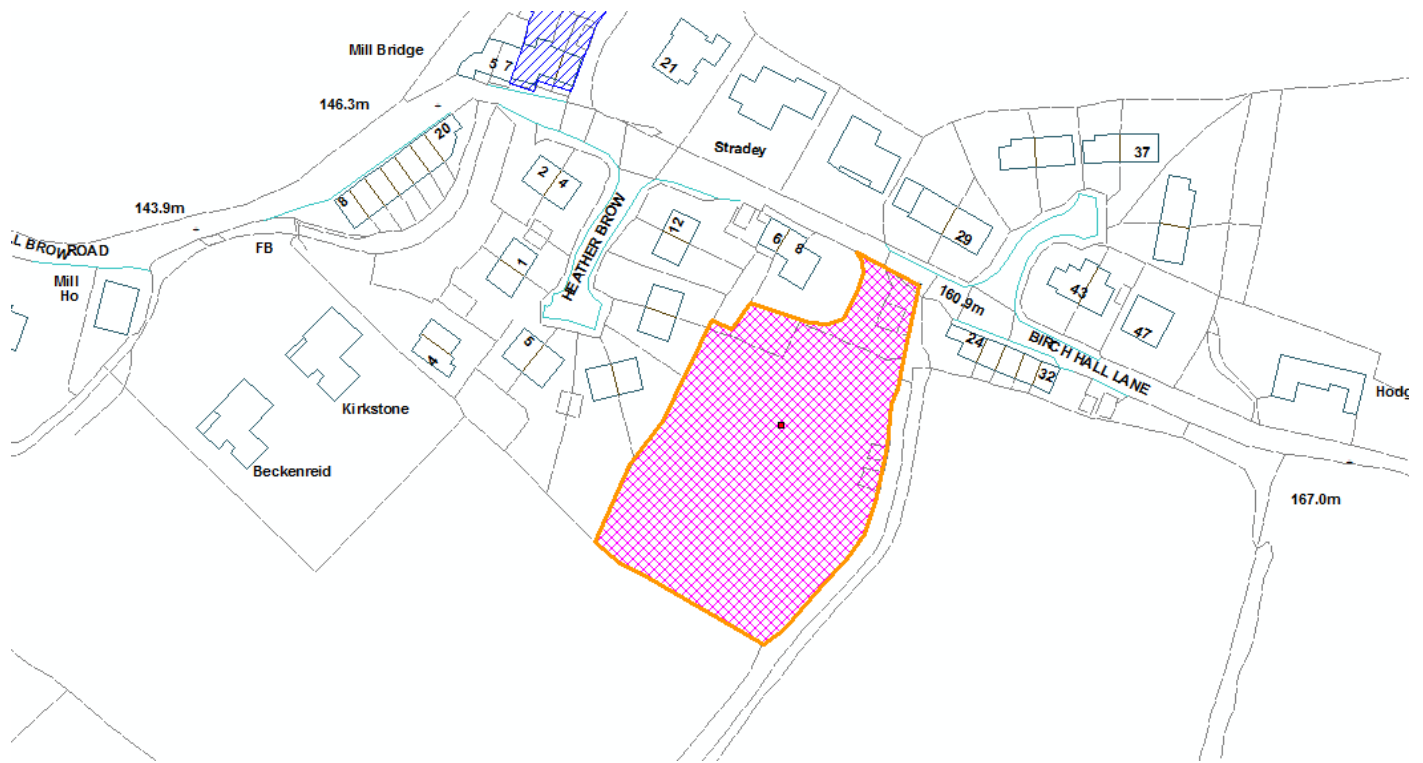 Mill Bridge
5 7
21
146.3m
20
Stradey
37
2 4
8
143.9m
12
6 8
29
HEATHER BROW
L BROW ROAD
FB
1
Mill
Ho
43
160.9m
47
24
BIRCH HALL LANE
5
4
32
Hodg
Kirkstone
Beckenreid
167.0m